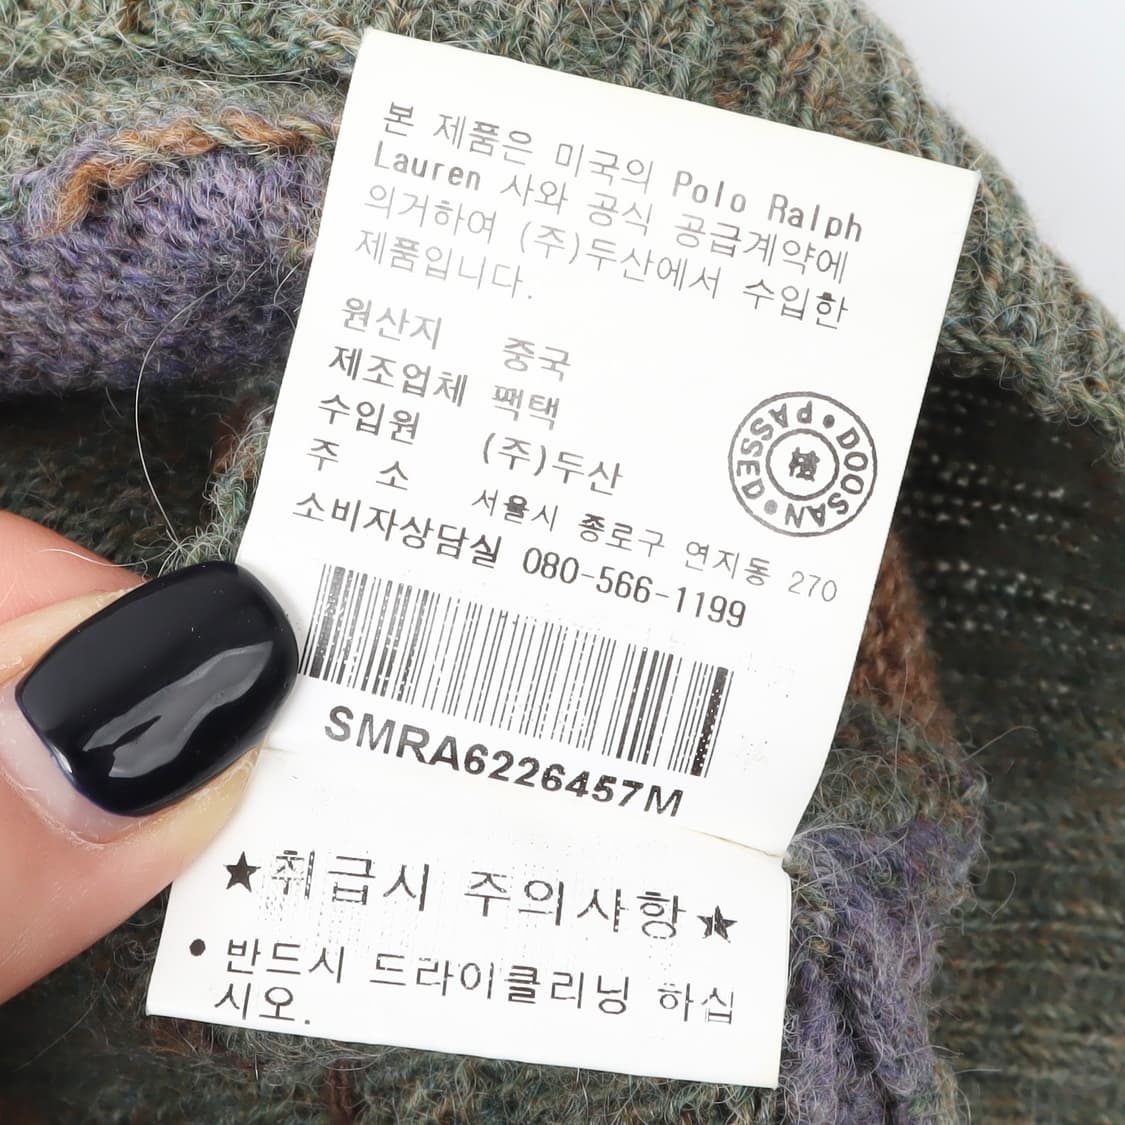 본 제품은 미국의 Polo Ralph
Lauren 사와 공식 공급계약에
의거하여 (주)두산에서 수입한
제품입니다.
원산지 중국
제조업체 팩택
수입원 (주)두산
주 소 서울시 종로구 연지동 270
소비자상담실 080-566-1199
DOOSAN•PASSED•
檢
SMRA6226457M
★취급시 주의사항★
• 반드시 드라이클리닝 하십
시오.